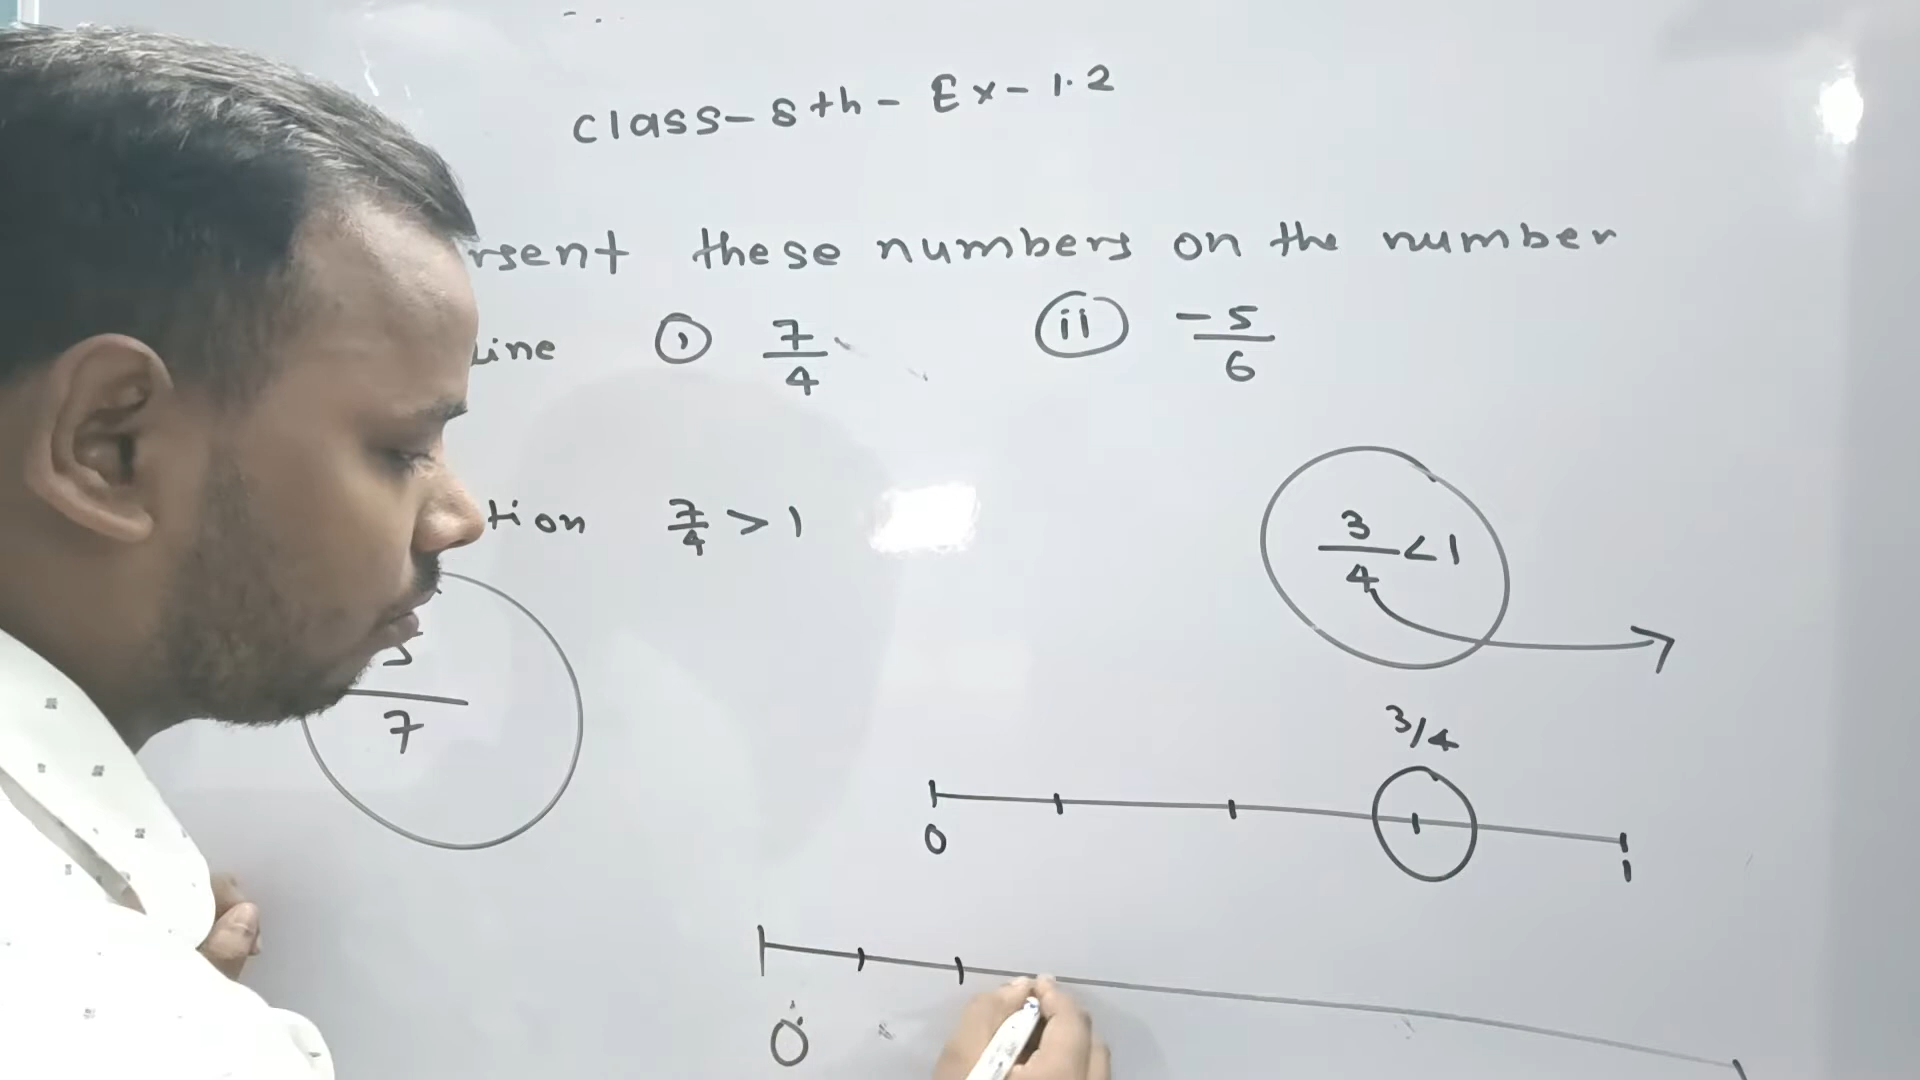 Class-8th-Ex-1.2
rsent these numbers on the number
Line (i) 7/4 (ii) -5/6
tion 7/4 > 1
3/4 < 1
7
3/4
0 1
0